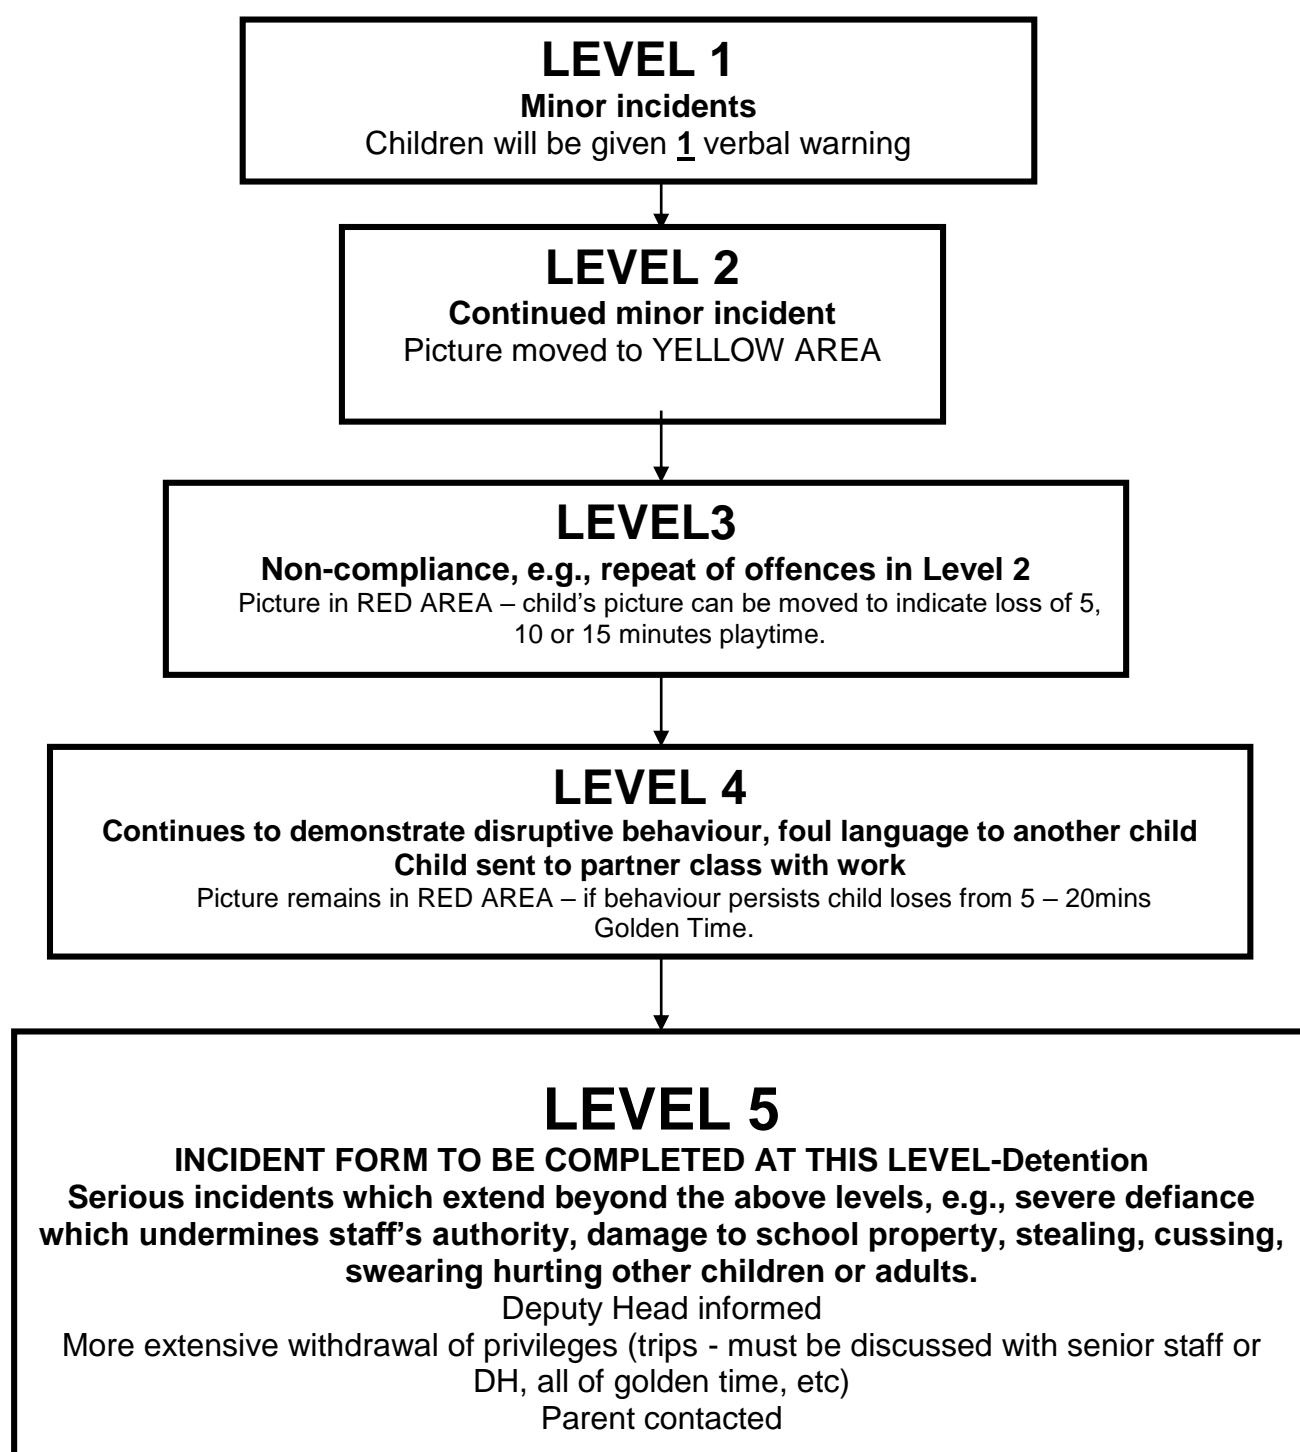 LEVEL 1
Minor incidents
Children will be given 1 verbal warning
LEVEL 2
Continued minor incident
Picture moved to YELLOW AREA
LEVEL3
Non-compliance, e.g., repeat of offences in Level 2
Picture in RED AREA – child's picture can be moved to indicate loss of 5,
10 or 15 minutes playtime.
LEVEL 4
Continues to demonstrate disruptive behaviour, foul language to another child
Child sent to partner class with work
Picture remains in RED AREA – if behaviour persists child loses from 5 – 20mins
Golden Time.
LEVEL 5
INCIDENT FORM TO BE COMPLETED AT THIS LEVEL-Detention
Serious incidents which extend beyond the above levels, e.g., severe defiance
which undermines staff's authority, damage to school property, stealing, cussing,
swearing hurting other children or adults.
Deputy Head informed
More extensive withdrawal of privileges (trips - must be discussed with senior staff or
DH, all of golden time, etc)
Parent contacted